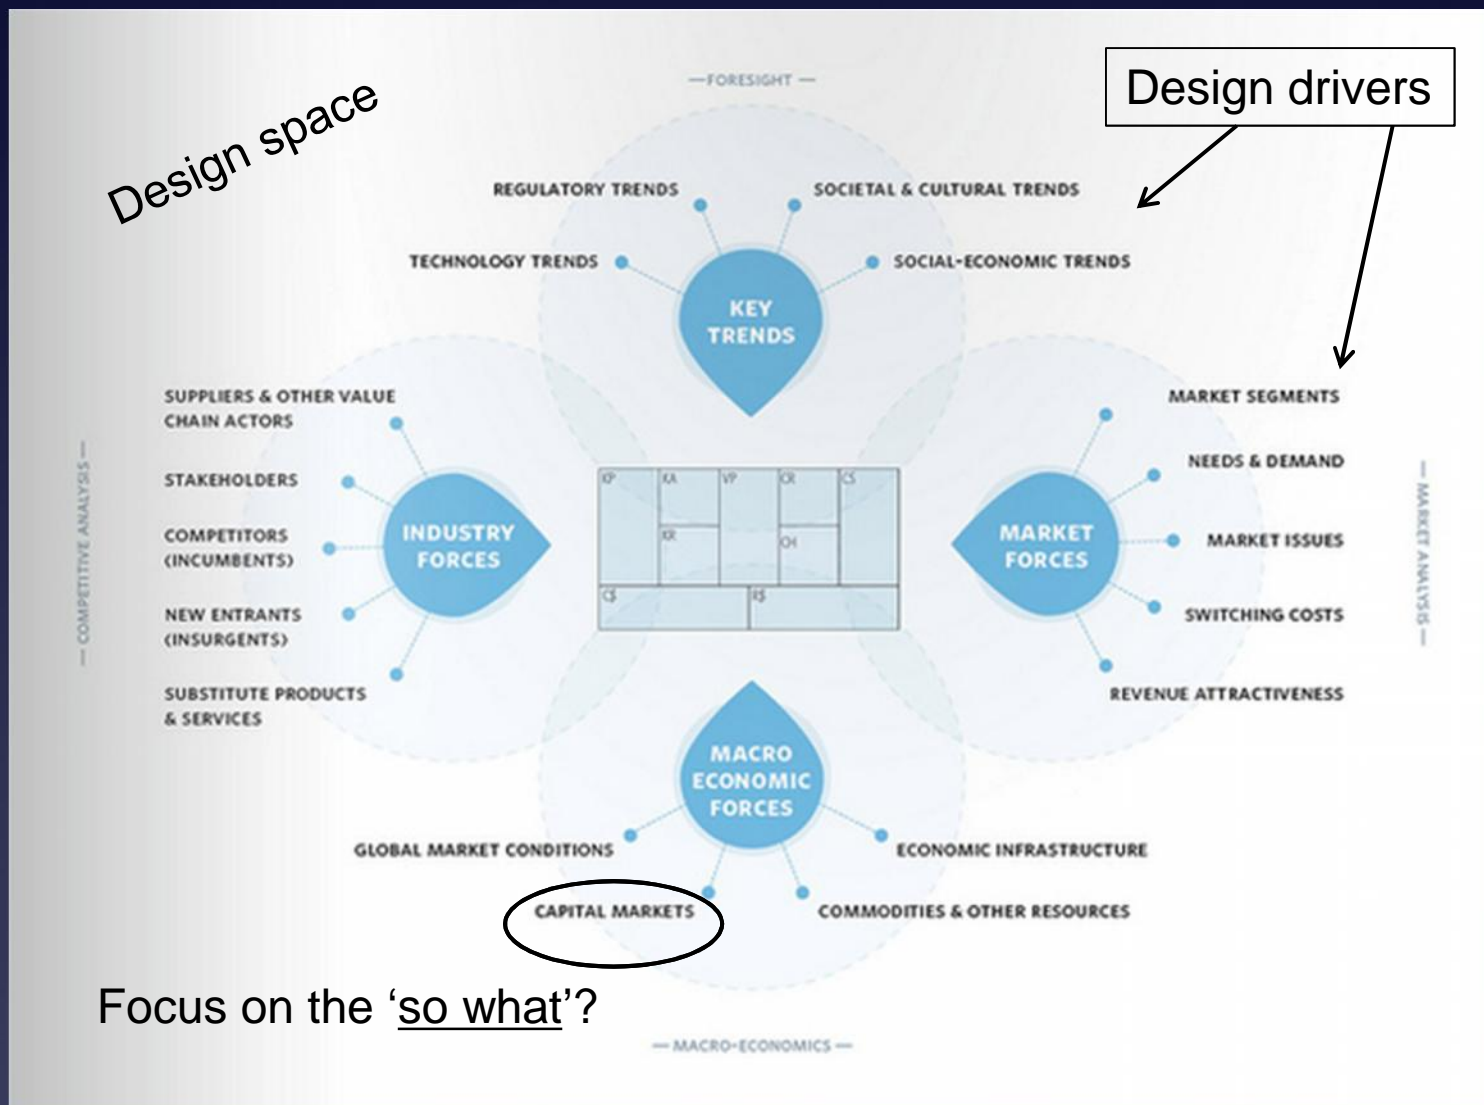 Design space
— FORESIGHT —
Design drivers
REGULATORY TRENDS
SOCIETAL & CULTURAL TRENDS
TECHNOLOGY TRENDS
SOCIAL-ECONOMIC TRENDS
KEY
TRENDS
SUPPLIERS & OTHER VALUE
CHAIN ACTORS
STAKEHOLDERS
COMPETITORS
(INCUMBENTS)
NEW ENTRANTS
(INSURGENTS)
SUBSTITUTE PRODUCTS
& SERVICES
— COMPETITIVE ANALYSIS —
INDUSTRY
FORCES
KP
KA
VP
CR
CS
KR
CH
C$
R$
MARKET
FORCES
MARKET SEGMENTS
NEEDS & DEMAND
MARKET ISSUES
SWITCHING COSTS
REVENUE ATTRACTIVENESS
— MARKET ANALYSIS —
MACRO
ECONOMIC
FORCES
GLOBAL MARKET CONDITIONS
ECONOMIC INFRASTRUCTURE
CAPITAL MARKETS
COMMODITIES & OTHER RESOURCES
Focus on the ‘so what’?
— MACRO-ECONOMICS —